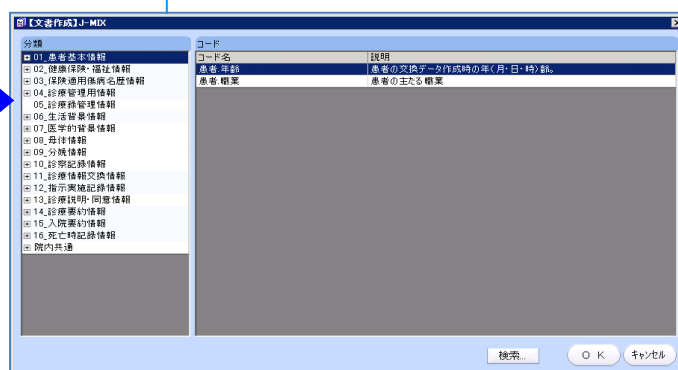 【文書作成】J-MIX
分類
01_患者基本情報
02_健康保険・福祉情報
03_保険適用傷病名歴情報
04_診療管理用情報
05_診療録管理情報
06_生活背景情報
07_医学的背景情報
08_母体情報
09_分娩情報
10_診察記録情報
11_診療情報交換情報
12_指示実施記録情報
13_診療説明・同意情報
14_診療要約情報
15_入院要約情報
16_死亡時記録情報
院内共通
コード
コード名 説明
患者.年齢 患者の交換データ作成時の年(月・日・時)齢。
患者.職業 患者の主たる職業
検索... OK キャンセル